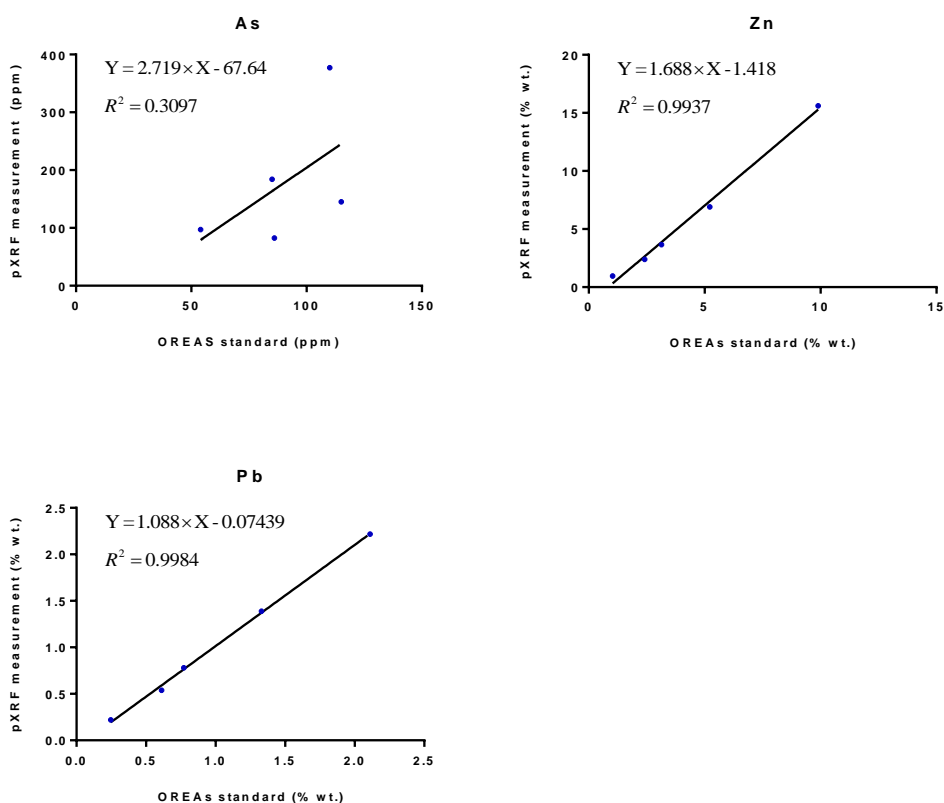 As
Y = 2.719 × X - 67.64
R² = 0.3097
pXRF measurement (ppm)
400
300
200
100
0
0 50 100 150
OREAS standard (ppm)
Zn
Y = 1.688 × X - 1.418
R² = 0.9937
pXRF measurement (% wt.)
20
15
10
5
0
0 5 10 15
OREAs standard (% wt.)
Pb
Y = 1.088 × X - 0.07439
R² = 0.9984
pXRF measurement (% wt.)
2.5
2.0
1.5
1.0
0.5
0.0
0.0 0.5 1.0 1.5 2.0 2.5
OREAs standard (% wt.)